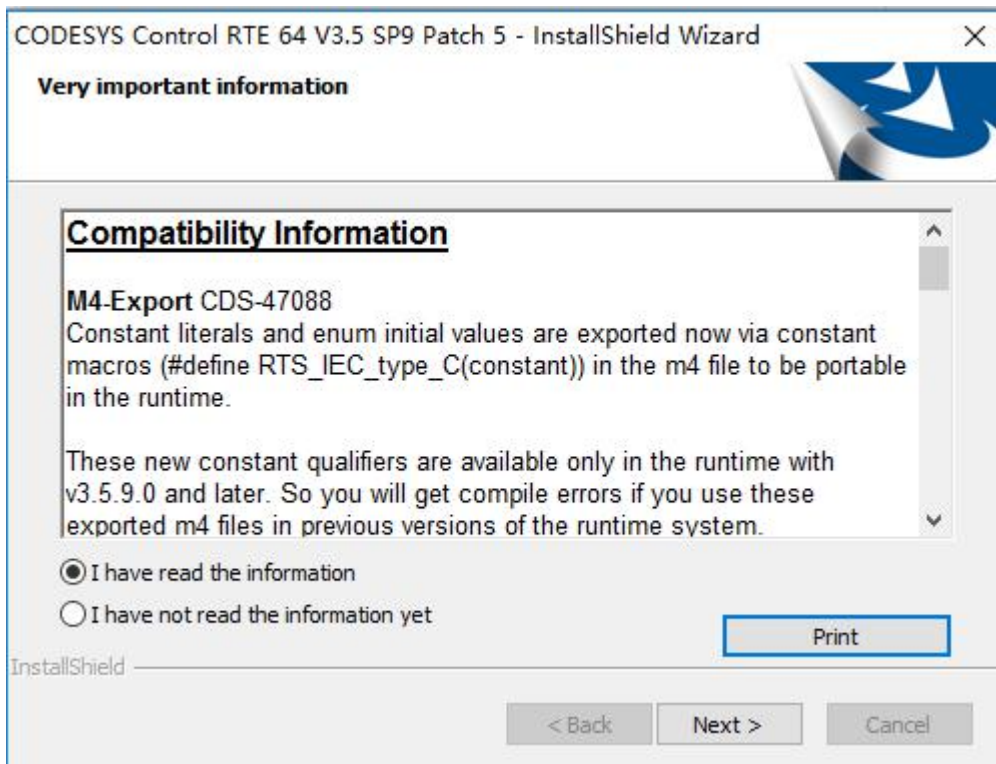 CODESYS Control RTE 64 V3.5 SP9 Patch 5 - InstallShield Wizard
Very important information
Compatibility Information
M4-Export CDS-47088
Constant literals and enum initial values are exported now via constant
macros (#define RTS_IEC_type_C(constant)) in the m4 file to be portable
in the runtime.
These new constant qualifiers are available only in the runtime with
v3.5.9.0 and later. So you will get compile errors if you use these
exported m4 files in previous versions of the runtime system.
I have read the information
I have not read the information yet
Print
InstallShield
< Back
Next >
Cancel